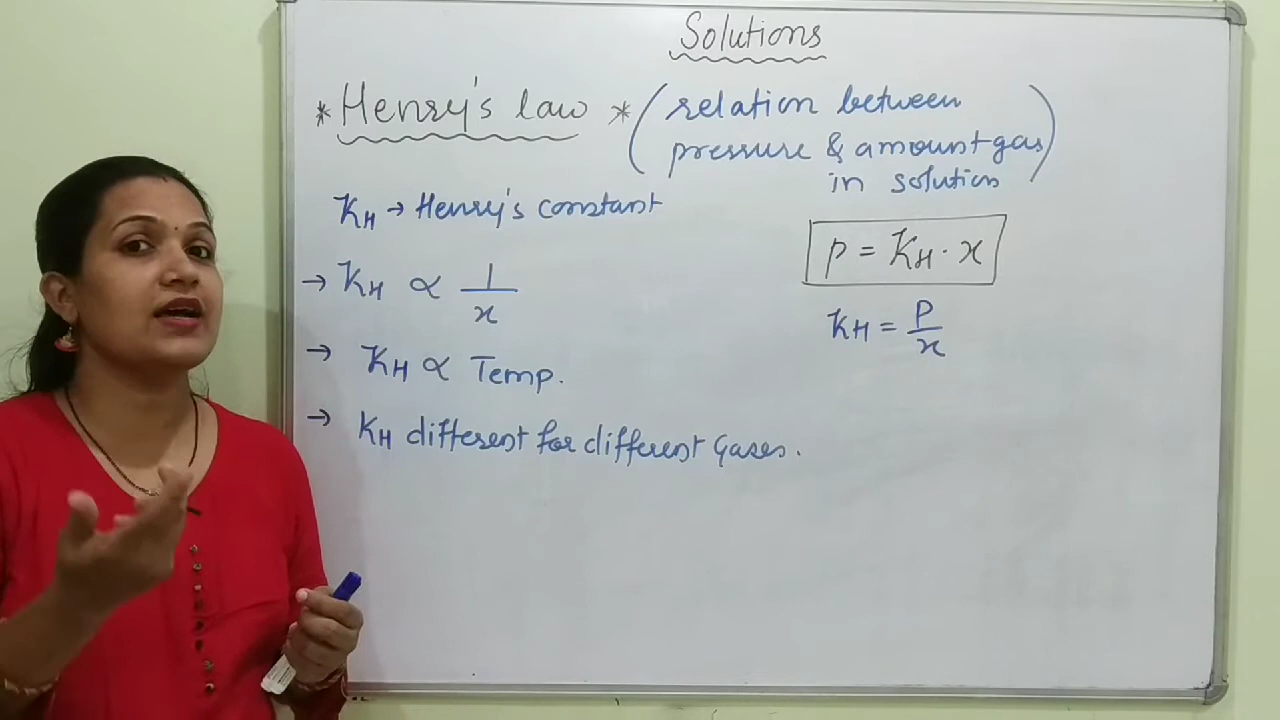 Solutions
* Henry's law * (relation between
pressure & amount gas
in solution)
KH → Henry's constant
p = KH · x
→ KH ∝ 1/x
KH = P/x
→ KH ∝ Temp.
→ KH different for different gases.